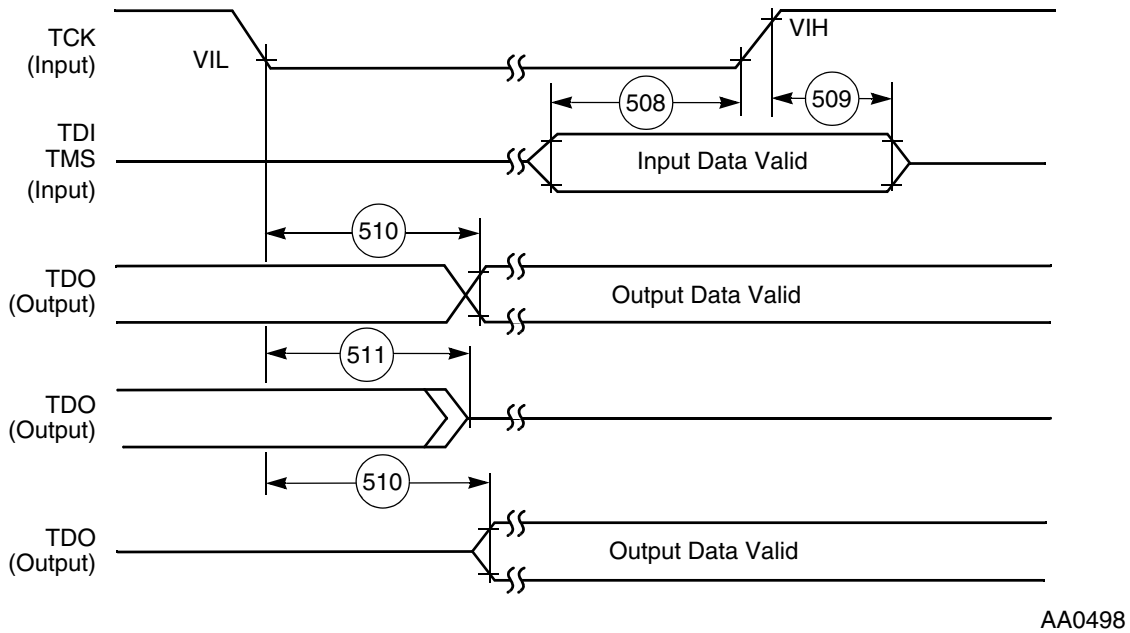 TCK
(Input)
VIL
VIH
508
509
TDI
TMS
(Input)
Input Data Valid
510
TDO
(Output)
Output Data Valid
511
TDO
(Output)
510
TDO
(Output)
Output Data Valid
AA0498